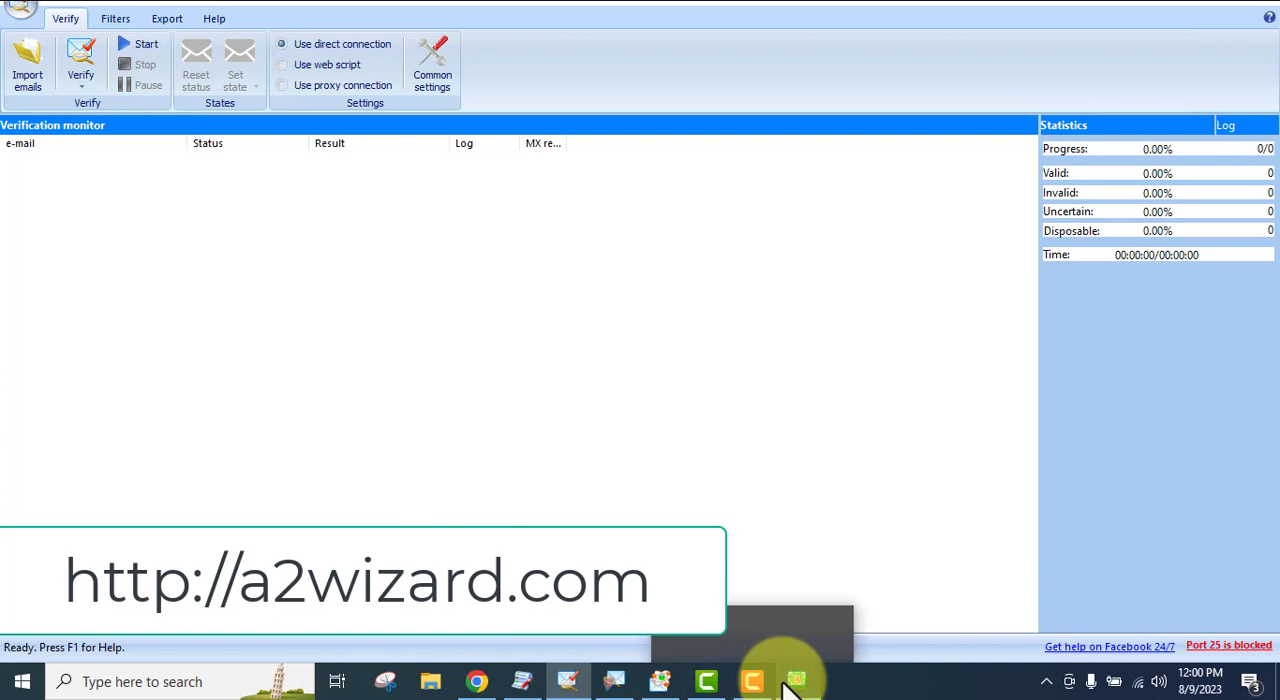 Verify Filters Export Help
Import emails
Verify
Start
Stop
Pause
Verify
Reset status
Set state
States
Use direct connection
Use web script
Use proxy connection
Common settings
Settings
Verification monitor
e-mail Status Result Log MX re...
Statistics Log
Progress: 0.00% 0/0
Valid: 0.00% 0
Invalid: 0.00% 0
Uncertain: 0.00% 0
Disposable: 0.00% 0
Time: 00:00:00/00:00:00
http://a2wizard.com
Ready. Press F1 for Help.
Get help on Facebook 24/7 Port 25 is blocked
Type here to search
12:00 PM
8/9/2023
3